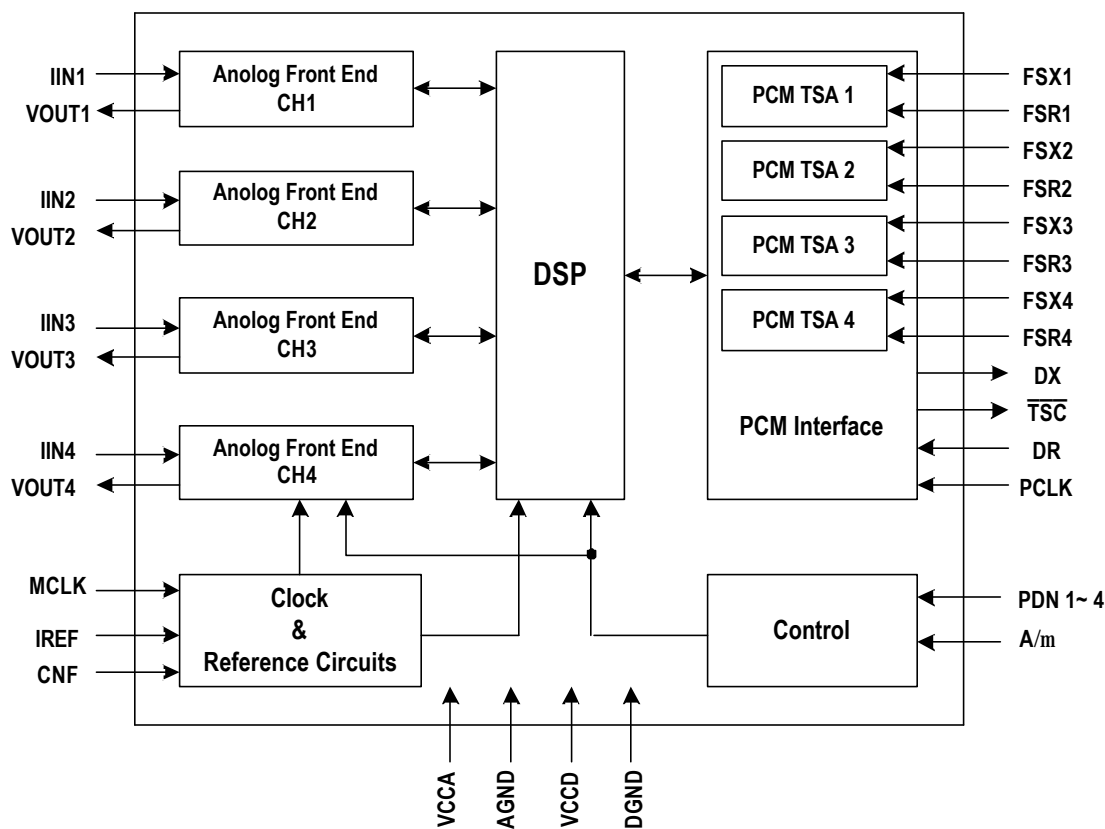 IIN1
VOUT1
Anolog Front End
CH1
IIN2
VOUT2
Anolog Front End
CH2
IIN3
VOUT3
Anolog Front End
CH3
IIN4
VOUT4
Anolog Front End
CH4
MCLK
IREF
CNF
Clock
&
Reference Circuits
DSP
PCM TSA 1
PCM TSA 2
PCM TSA 3
PCM TSA 4
PCM Interface
Control
FSX1
FSR1
FSX2
FSR2
FSX3
FSR3
FSX4
FSR4
DX
T̅S̅C̅
DR
PCLK
PDN 1~ 4
A/m
VCCA
AGND
VCCD
DGND